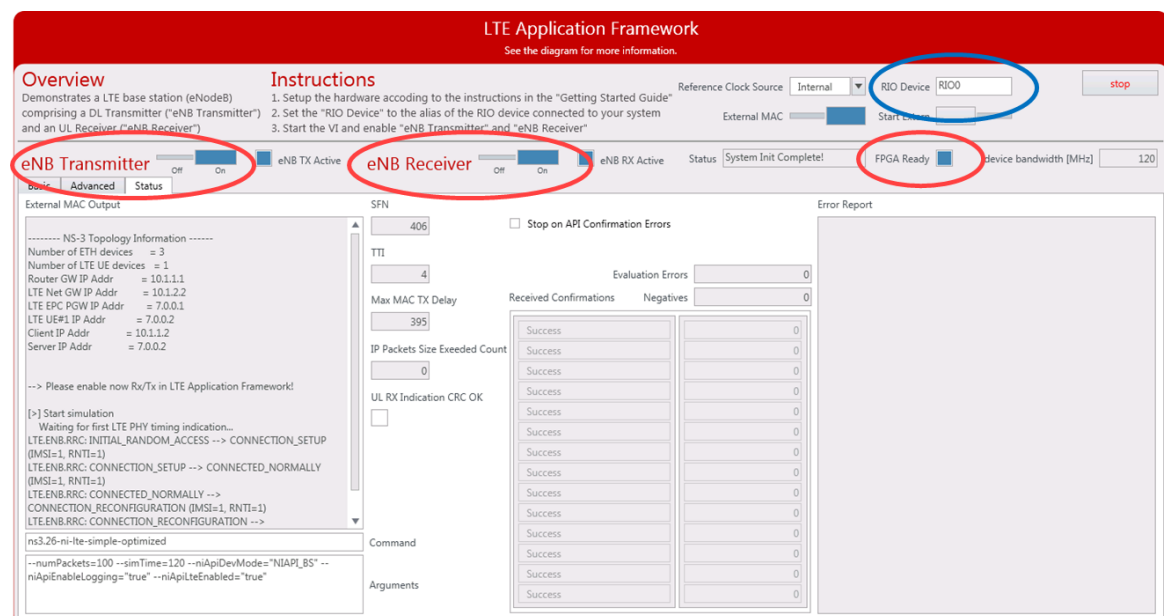 LTE Application Framework
See the diagram for more information.
Overview
Demonstrates a LTE base station (eNodeB)
comprising a DL Transmitter ("eNB Transmitter")
and an UL Receiver ("eNB Receiver")
Instructions
1. Setup the hardware accoding to the instructions in the "Getting Started Guide"
2. Set the "RIO Device" to the alias of the RIO device connected to your system
3. Start the VI and enable "eNB Transmitter" and "eNB Receiver"
Reference Clock Source Internal
RIO Device RIO0
stop
External MAC
Start Extern
eNB Transmitter Off On eNB TX Active
eNB Receiver Off On eNB RX Active
Status System Init Complete!
FPGA Ready
device bandwidth [MHz] 120
Basic Advanced Status
External MAC Output
-------- NS-3 Topology Information ------
Number of ETH devices = 3
Number of LTE UE devices = 1
Router GW IP Addr = 10.1.1.1
LTE Net GW IP Addr = 10.1.2.2
LTE EPC PGW IP Addr = 7.0.0.1
LTE UE#1 IP Addr = 7.0.0.2
Client IP Addr = 10.1.1.2
Server IP Addr = 7.0.0.2
--> Please enable now Rx/Tx in LTE Application Framework!
[>] Start simulation
Waiting for first LTE PHY timing indication...
LTE.ENB.RRC: INITIAL_RANDOM_ACCESS --> CONNECTION_SETUP
(IMSI=1, RNTI=1)
LTE.ENB.RRC: CONNECTION_SETUP --> CONNECTED_NORMALLY
(IMSI=1, RNTI=1)
LTE.ENB.RRC: CONNECTED_NORMALLY -->
CONNECTION_RECONFIGURATION (IMSI=1, RNTI=1)
LTE.ENB.RRC: CONNECTION_RECONFIGURATION -->
ns3.26-ni-lte-simple-optimized
Command
--numPackets=100 --simTime=120 --niApiDevMode="NIAPI_BS" --
niApiEnableLogging="true" --niApiLteEnabled="true"
Arguments
SFN
406
TTI
4
Max MAC TX Delay
395
IP Packets Size Exeeded Count
0
UL RX Indication CRC OK
Stop on API Confirmation Errors
Evaluation Errors 0
Received Confirmations Negatives 0
Success 0
Success 0
Success 0
Success 0
Success 0
Success 0
Success 0
Success 0
Success 0
Success 0
Success 0
Success 0
Success 0
Success 0
Error Report